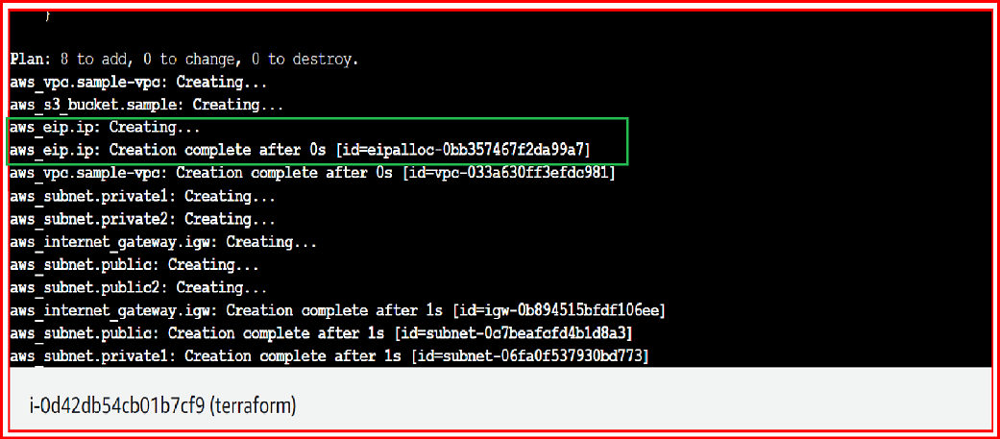 }
Plan: 8 to add, 0 to change, 0 to destroy.
aws_vpc.sample-vpc: Creating...
aws_s3_bucket.sample: Creating...
aws_eip.ip: Creating...
aws_eip.ip: Creation complete after 0s [id=eipalloc-0bb357467f2da99a7]
aws_vpc.sample-vpc: Creation complete after 0s [id=vpc-033a630ff3efdc981]
aws_subnet.private1: Creating...
aws_subnet.private2: Creating...
aws_internet_gateway.igw: Creating...
aws_subnet.public: Creating...
aws_subnet.public2: Creating...
aws_internet_gateway.igw: Creation complete after 1s [id=igw-0b894515bfdf106ee]
aws_subnet.public: Creation complete after 1s [id=subnet-0c7beafcfd4b1d8a3]
aws_subnet.private1: Creation complete after 1s [id=subnet-06fa0f537930bd773]
i-0d42db54cb01b7cf9 (terraform)